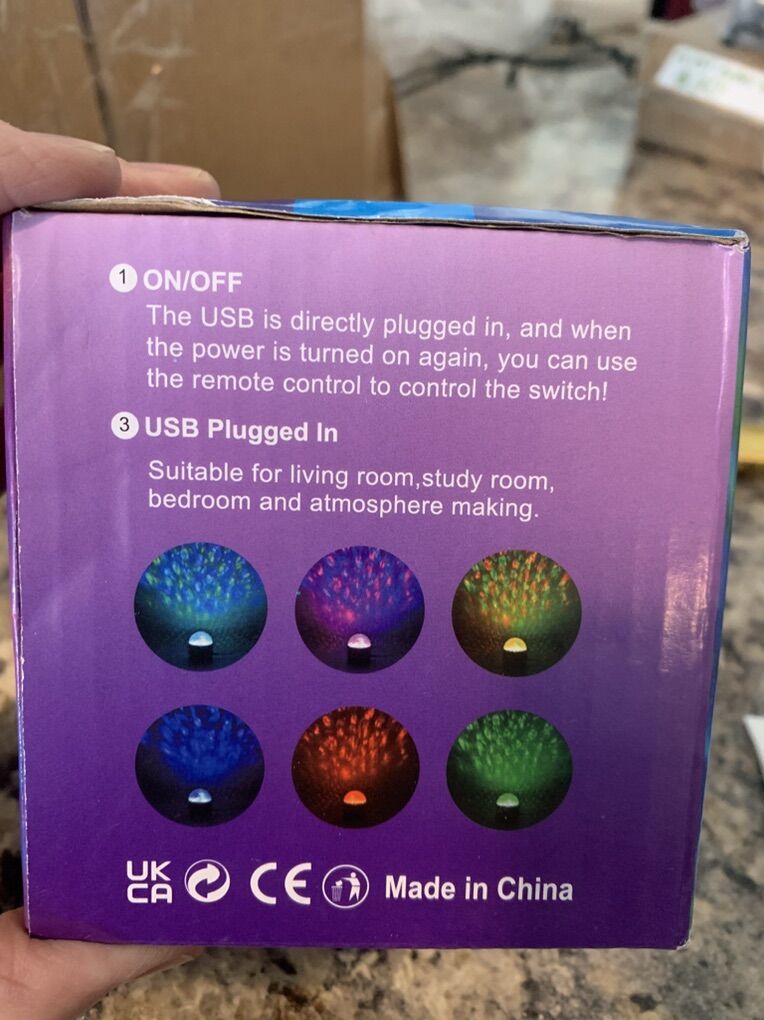 1 ON/OFF
The USB is directly plugged in, and when
the power is turned on again, you can use
the remote control to control the switch!
3 USB Plugged In
Suitable for living room,study room,
bedroom and atmosphere making.
UK
CA
CE
Made in China